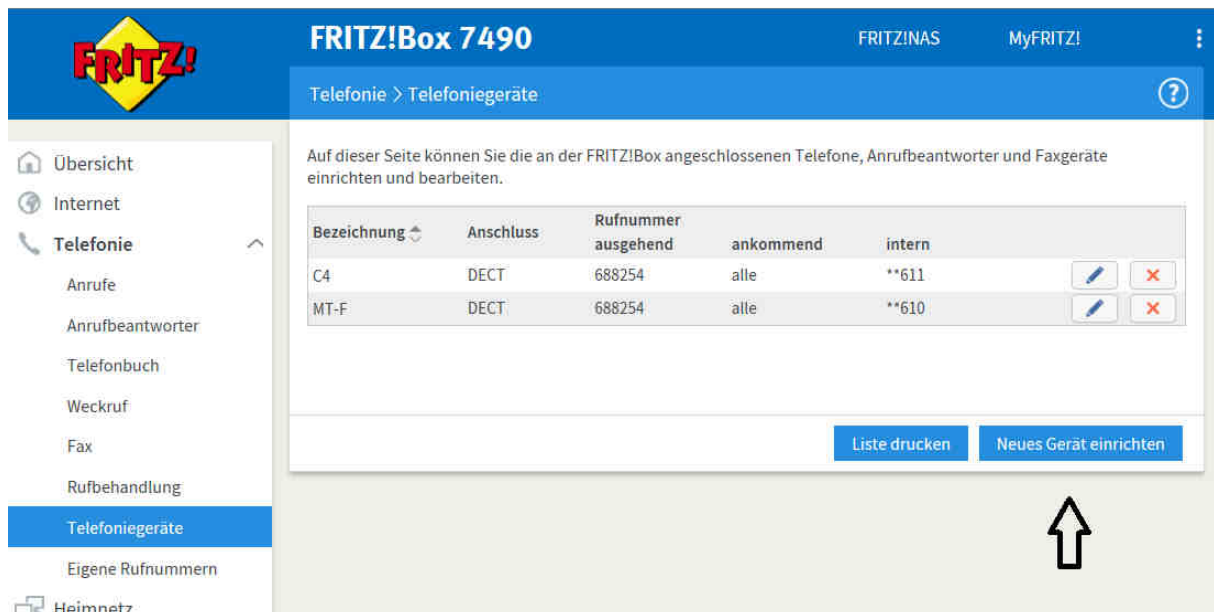 FRITZ!
FRITZ!Box 7490
FRITZ!NAS
MyFRITZ!
Telefonie > Telefoniegeräte
?
Übersicht
Internet
Telefonie
Anrufe
Anrufbeantworter
Telefonbuch
Weckruf
Fax
Rufbehandlung
Telefoniegeräte
Eigene Rufnummern
Heimnetz
Auf dieser Seite können Sie die an der FRITZ!Box angeschlossenen Telefone, Anrufbeantworter und Faxgeräte
einrichten und bearbeiten.
Bezeichnung Anschluss Rufnummer
ausgehend ankommend intern
C4 DECT 688254 alle **611
MT-F DECT 688254 alle **610
Liste drucken Neues Gerät einrichten